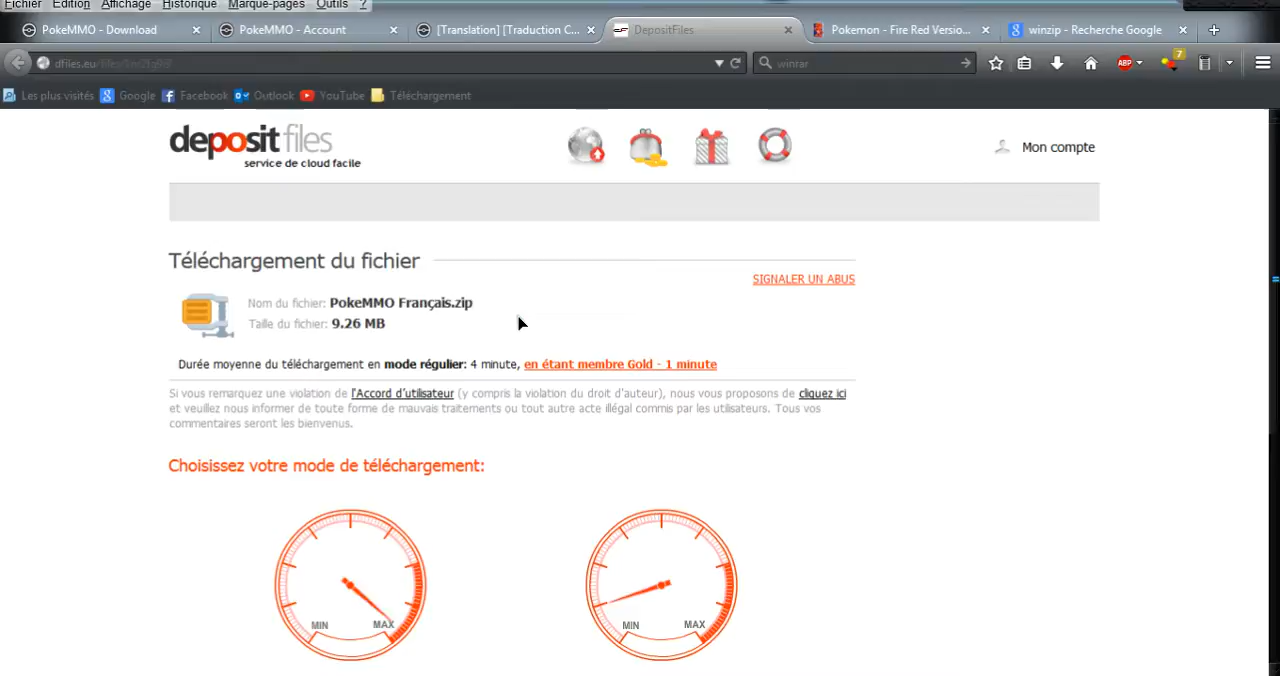 Fichier Edition Affichage Historique Marque-pages Outils ?
PokeMMO - Download × PokeMMO - Account × [Translation] [Traduction C... × DepositFiles × Pokemon - Fire Red Versio... × winzip - Recherche Google ×
dfiles.eu winrar ABP 7
Les plus visités Google Facebook Outlook YouTube Téléchargement
depositfiles
service de cloud facile
Mon compte
Téléchargement du fichier
SIGNALER UN ABUS
Nom du fichier: PokeMMO Français.zip
Taille du fichier: 9.26 MB
Durée moyenne du téléchargement en mode régulier: 4 minute, en étant membre Gold - 1 minute
Si vous remarquez une violation de l'Accord d'utilisateur (y compris la violation du droit d'auteur), nous vous proposons de cliquez ici
et veuillez nous informer de toute forme de mauvais traitements ou tout autre acte illégal commis par les utilisateurs. Tous vos
commentaires seront les bienvenus.
Choisissez votre mode de téléchargement:
MIN MAX MIN MAX